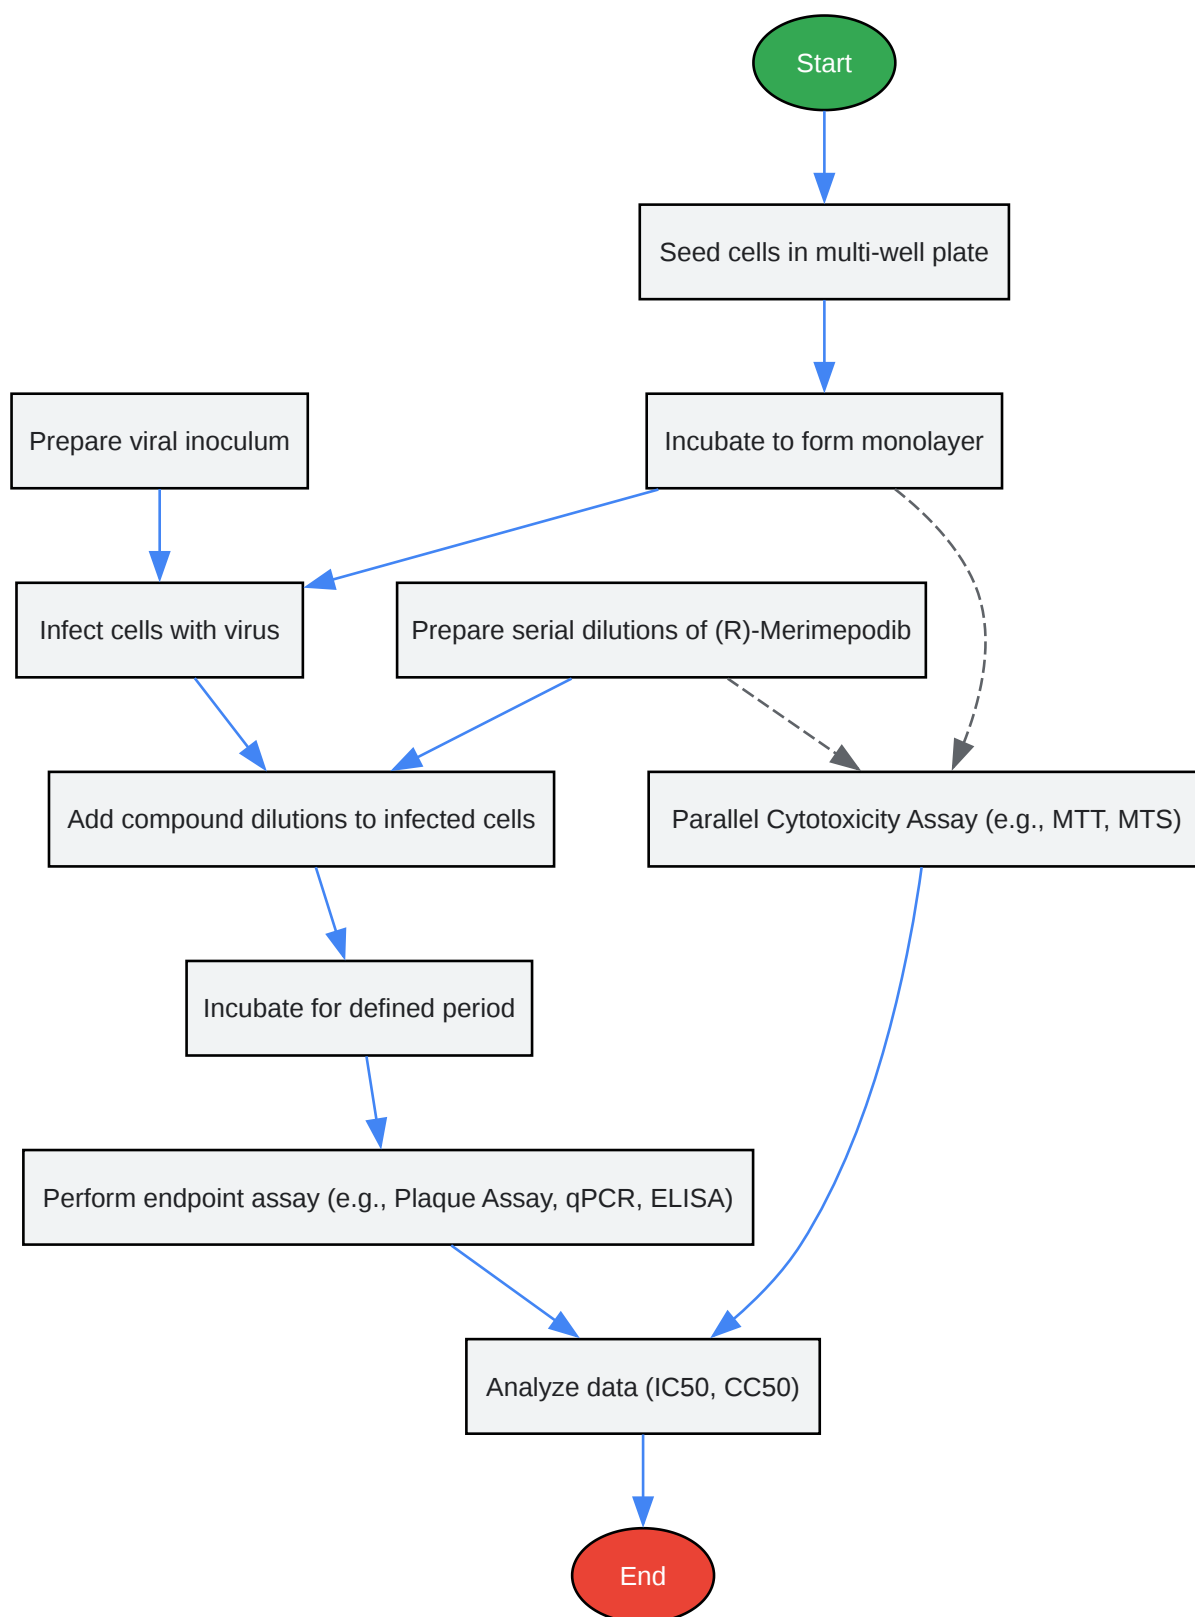 Start
Seed cells in multi-well plate
Prepare viral inoculum
Incubate to form monolayer
Infect cells with virus
Prepare serial dilutions of (R)-Merimepodib
Add compound dilutions to infected cells
Parallel Cytotoxicity Assay (e.g., MTT, MTS)
Incubate for defined period
Perform endpoint assay (e.g., Plaque Assay, qPCR, ELISA)
Analyze data (IC50, CC50)
End